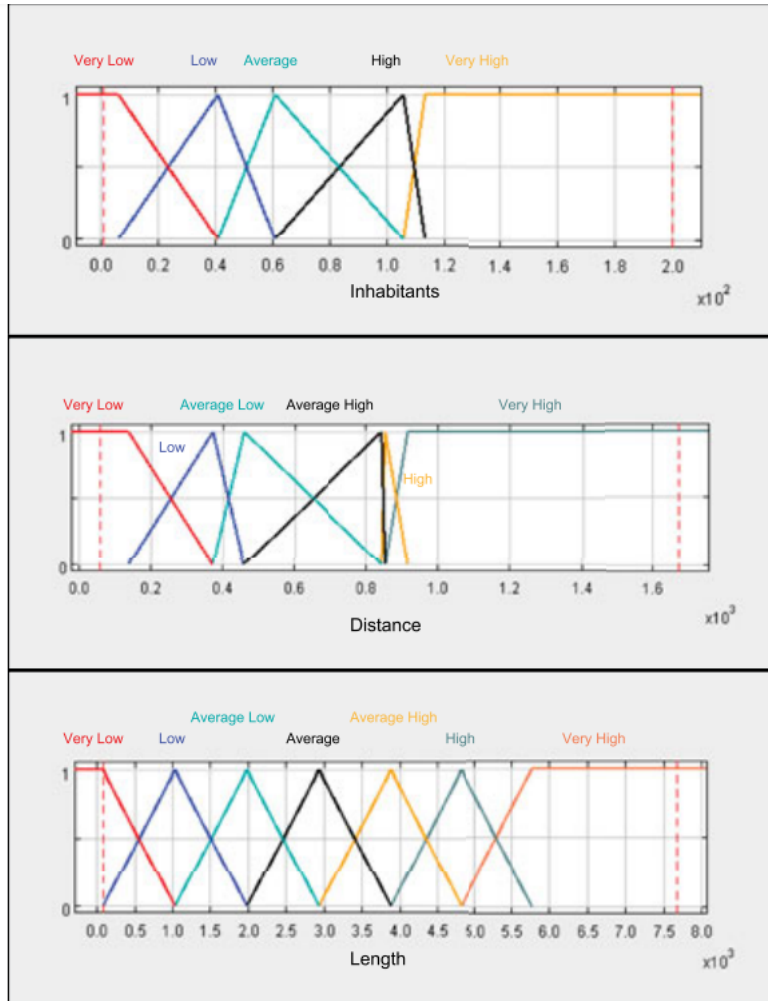 Very Low Low Average High Very High
1
0
0.0 0.2 0.4 0.6 0.8 1.0 1.2 1.4 1.6 1.8 2.0
Inhabitants
x10²
Very Low Average Low Average High Very High
1
Low
High
0
0.0 0.2 0.4 0.6 0.8 1.0 1.2 1.4 1.6
x10³
Distance
Average Low Average High
Very Low Low Average High Very High
1
0
0.0 0.5 1.0 1.5 2.0 2.5 3.0 3.5 4.0 4.5 5.0 5.5 6.0 6.5 7.0 7.5 8.0
x10³
Length